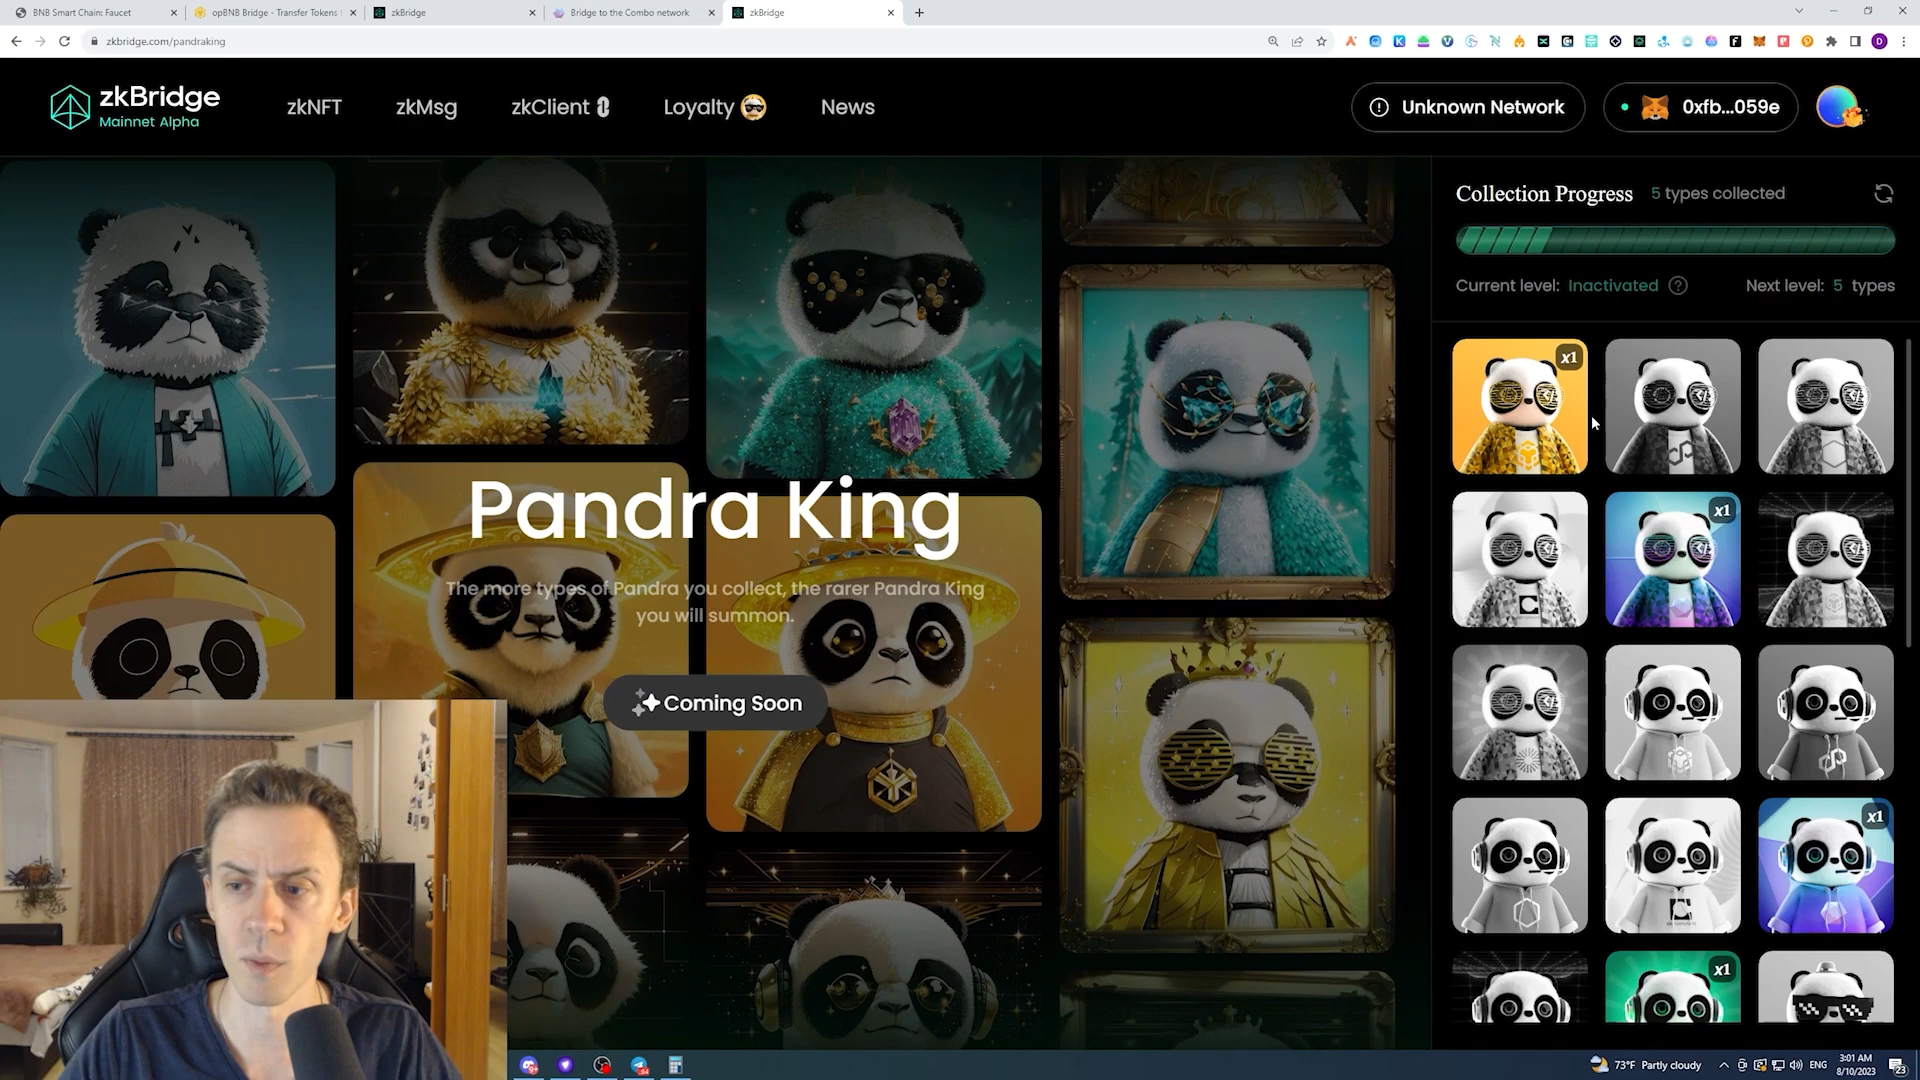 BNB Smart Chain: Faucet
opBNB Bridge - Transfer Tokens
zkBridge
Bridge to the Combo network
zkBridge
zkbridge.com/pandraking
zkBridge
Mainnet Alpha
zkNFT
zkMsg
zkClient
Loyalty
News
Unknown Network
0xfb...059e
Collection Progress
5 types collected
Current level: Inactivated
Next level: 5 types
x1
x1
x1
x1
Pandra King
The more types of Pandra you collect, the rarer Pandra King
you will summon.
Coming Soon
73°F Partly cloudy
ENG
3:01 AM
8/10/2023
23